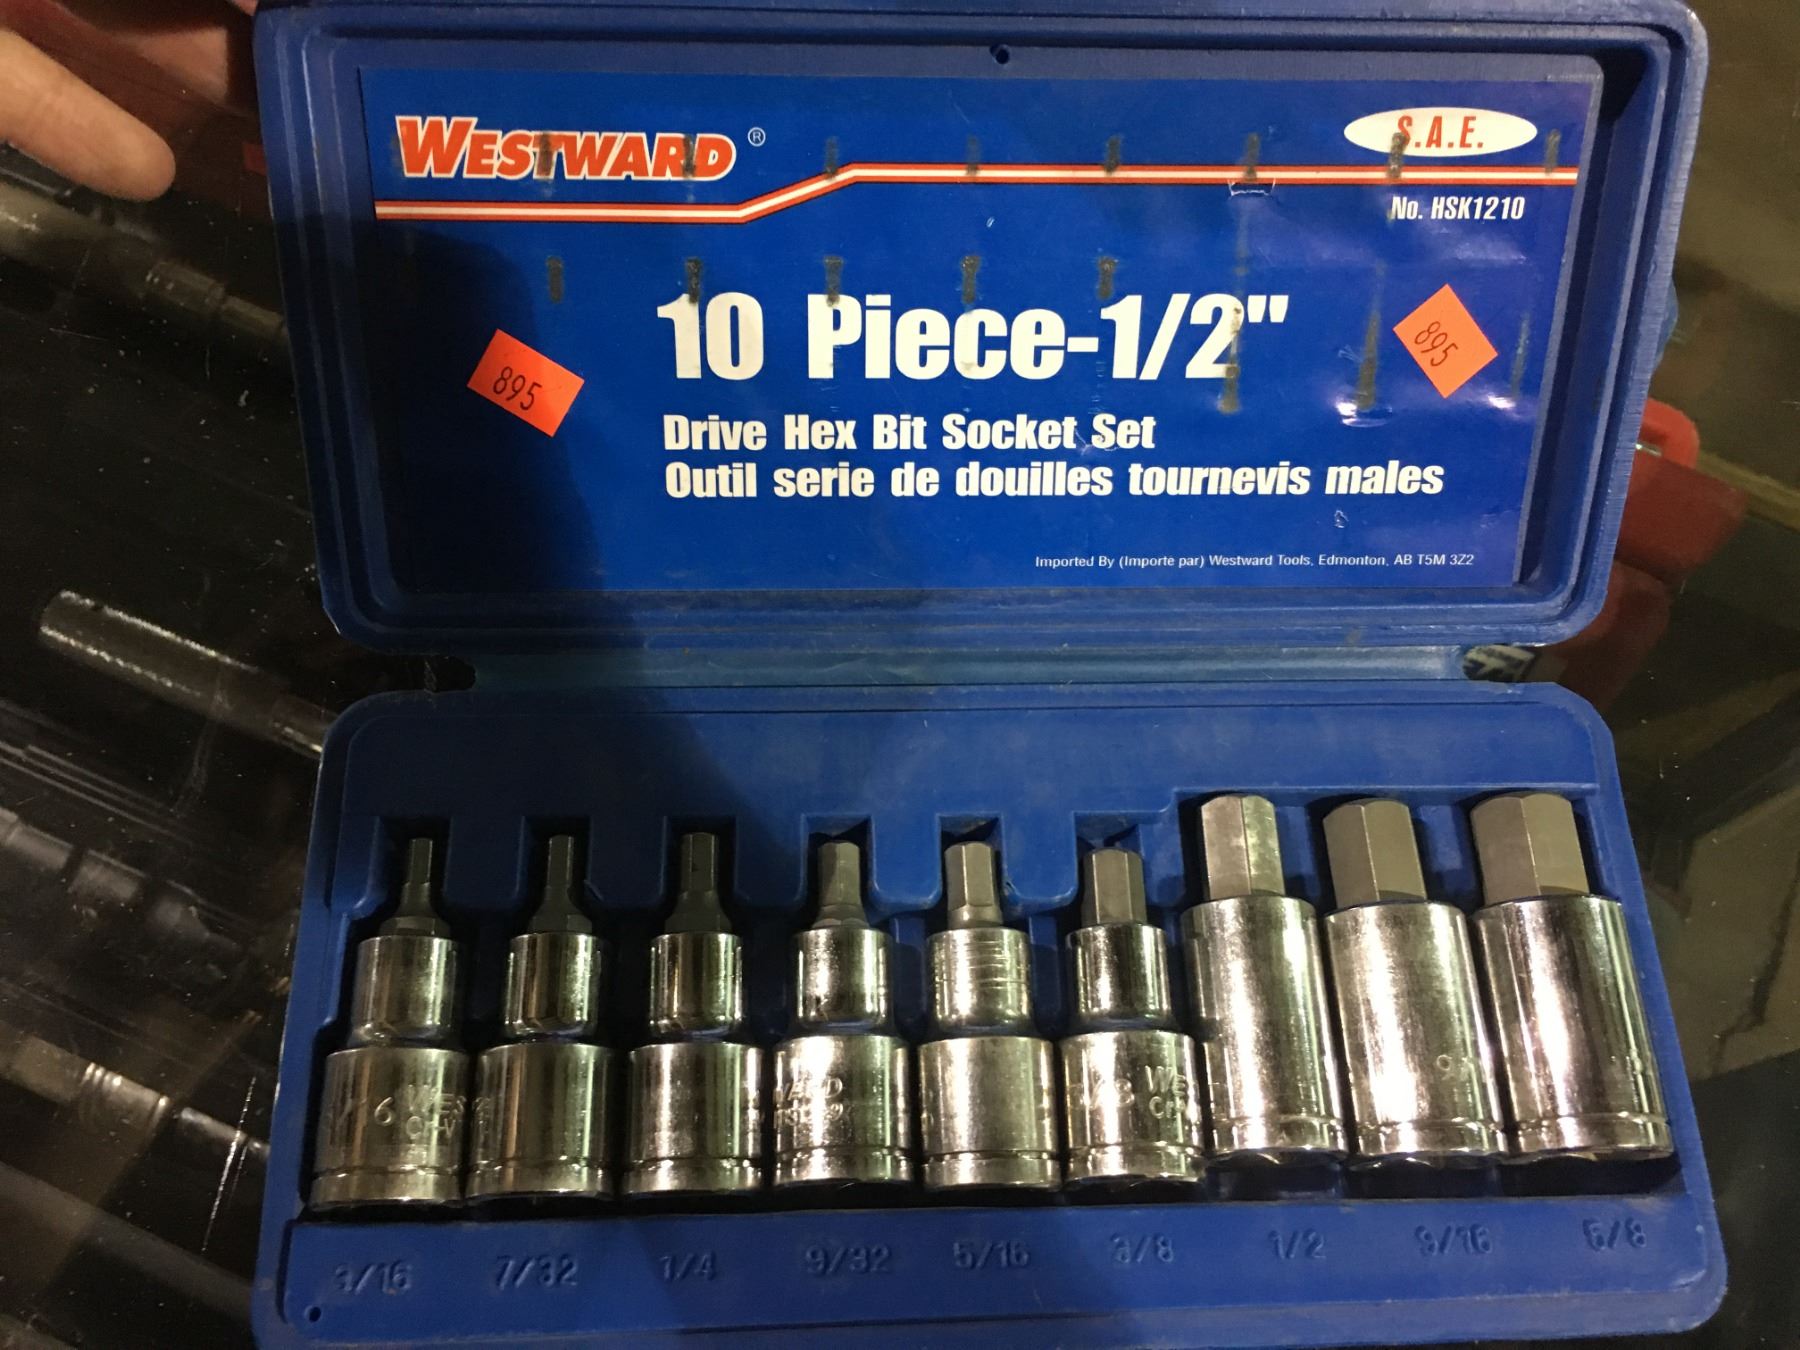 WESTWARD ®
S.A.E.
No. HSK1210
10 Piece-1/2"
895
895
Drive Hex Bit Socket Set
Outil serie de douilles tournevis males
Imported By (Importe par) Westward Tools, Edmonton, AB T5M 3Z2
3/16 7/32 1/4 9/32 5/16 3/8 1/2 9/16 5/8